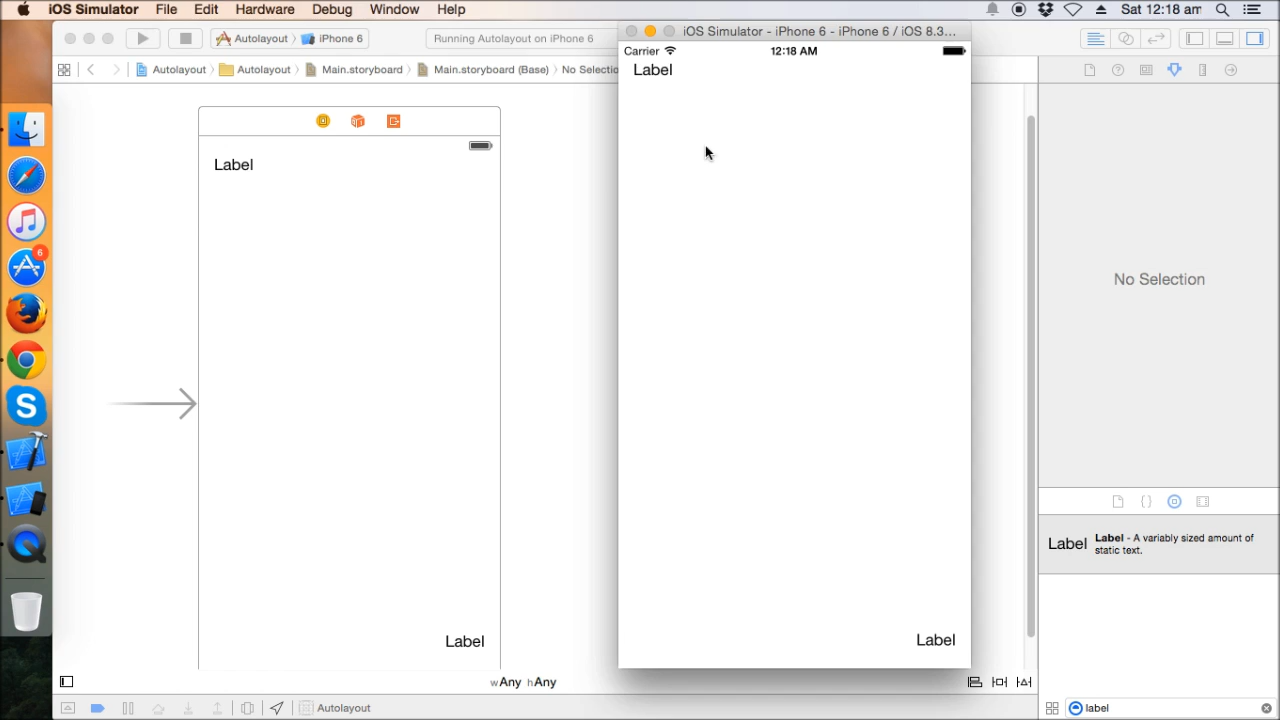 iOS Simulator File Edit Hardware Debug Window Help Sat 12:18 am
Autolayout iPhone 6 Running Autolayout on iPhone 6
iOS Simulator - iPhone 6 - iPhone 6 / iOS 8.3...
Autolayout Autolayout Main.storyboard Main.storyboard (Base) No Selectio
Carrier 12:18 AM
Label
Label
6
No Selection
Label
Label
Label Label - A variably sized amount of
static text.
wAny hAny
Autolayout
label